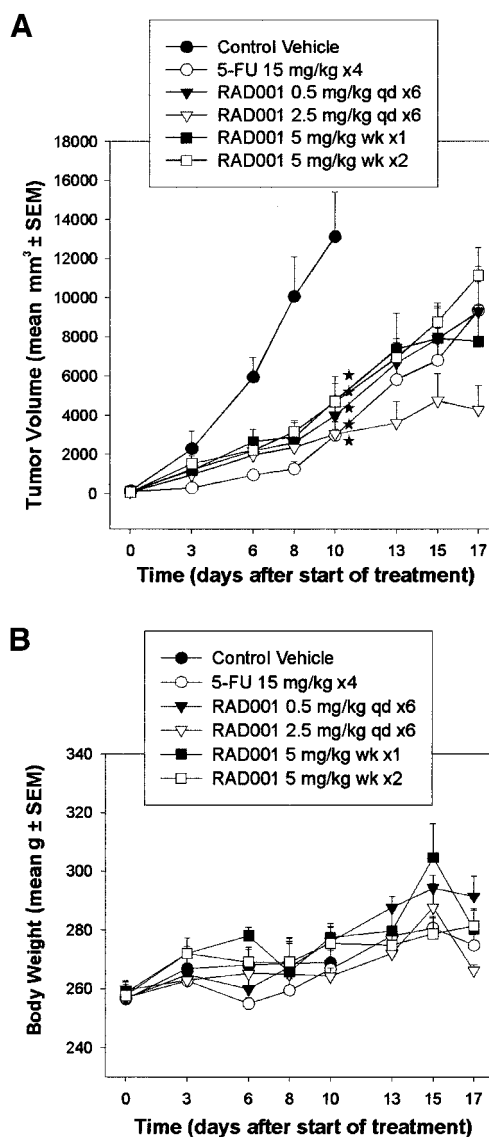 A
Control Vehicle
5-FU 15 mg/kg x4
RAD001 0.5 mg/kg qd x6
RAD001 2.5 mg/kg qd x6
RAD001 5 mg/kg wk x1
RAD001 5 mg/kg wk x2
Tumor Volume (mean mm³ ± SEM)
18000
16000
14000
12000
10000
8000
6000
4000
2000
0
0 3 6 8 10 13 15 17
Time (days after start of treatment)
B
Control Vehicle
5-FU 15 mg/kg x4
RAD001 0.5 mg/kg qd x6
RAD001 2.5 mg/kg qd x6
RAD001 5 mg/kg wk x1
RAD001 5 mg/kg wk x2
Body Weight (mean g ± SEM)
340
320
300
280
260
240
0 3 6 8 10 13 15 17
Time (days after start of treatment)